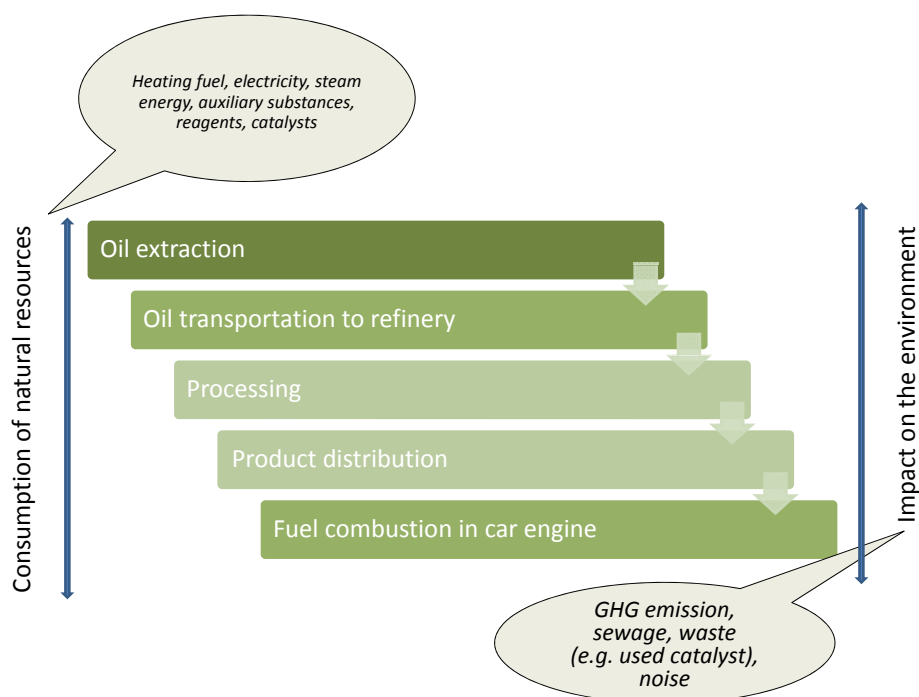 Heating fuel, electricity, steam
energy, auxiliary substances,
reagents, catalysts
Consumption of natural resources
Oil extraction
Oil transportation to refinery
Processing
Product distribution
Fuel combustion in car engine
Impact on the environment
GHG emission,
sewage, waste
(e.g. used catalyst),
noise